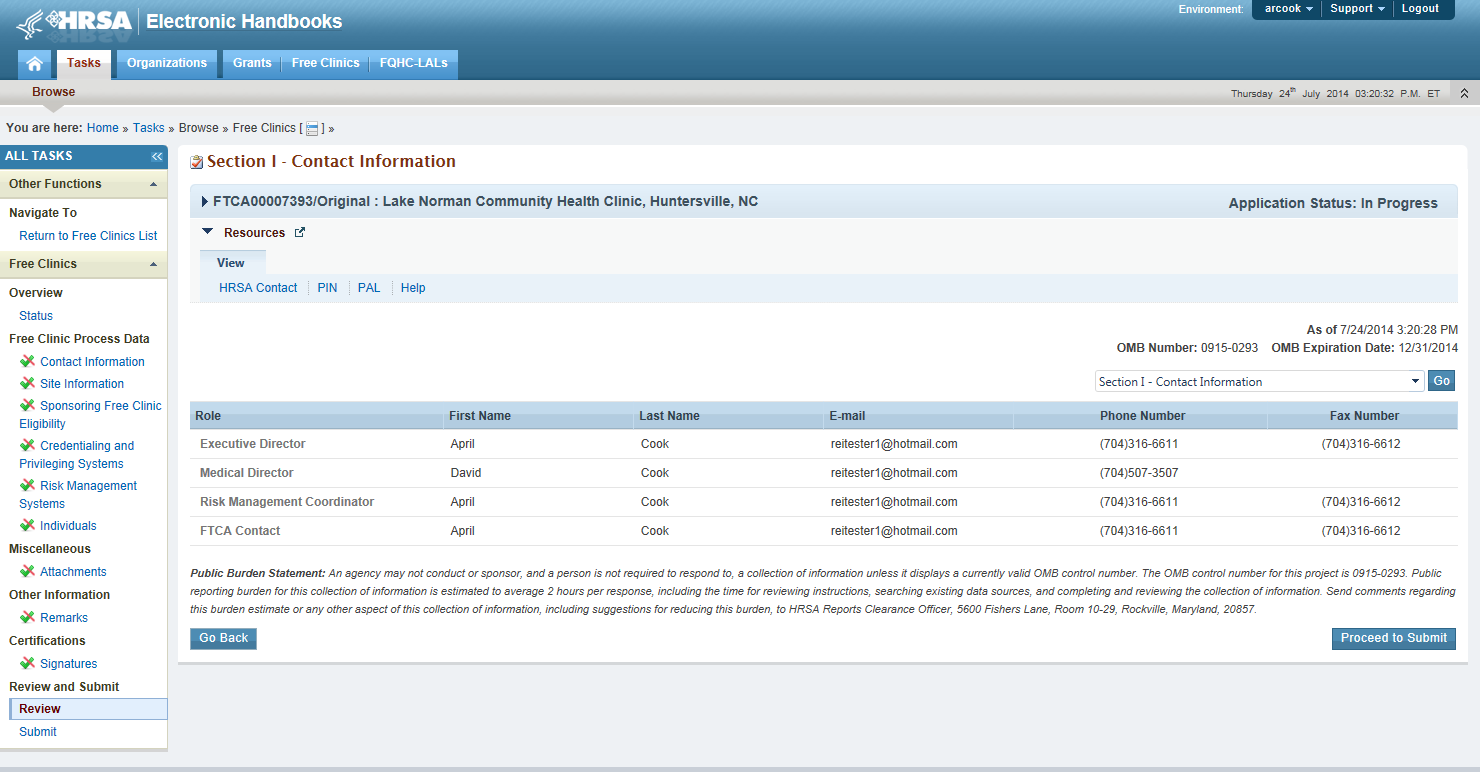 HRSA Electronic Handbooks
Environment: arcook Support Logout
Tasks Organizations Grants Free Clinics FQHC-LALs
Browse
Thursday 24th July 2014 03:20:32 P.M. ET
You are here: Home » Tasks » Browse » Free Clinics [ ] »
ALL TASKS
Other Functions
Navigate To
Return to Free Clinics List
Free Clinics
Overview
Status
Free Clinic Process Data
Contact Information
Site Information
Sponsoring Free Clinic
Eligibility
Credentialing and
Privileging Systems
Risk Management
Systems
Individuals
Miscellaneous
Attachments
Other Information
Remarks
Certifications
Signatures
Review and Submit
Review
Submit
Section I - Contact Information
FTCA00007393/Original : Lake Norman Community Health Clinic, Huntersville, NC
Application Status: In Progress
Resources
View
HRSA Contact PIN PAL Help
As of 7/24/2014 3:20:28 PM
OMB Number: 0915-0293 OMB Expiration Date: 12/31/2014
Section I - Contact Information Go
Role First Name Last Name E-mail Phone Number Fax Number
Executive Director April Cook reitester1@hotmail.com (704)316-6611 (704)316-6612
Medical Director David Cook reitester1@hotmail.com (704)507-3507
Risk Management Coordinator April Cook reitester1@hotmail.com (704)316-6611 (704)316-6612
FTCA Contact April Cook reitester1@hotmail.com (704)316-6611 (704)316-6612
Public Burden Statement: An agency may not conduct or sponsor, and a person is not required to respond to, a collection of information unless it displays a currently valid OMB control number. The OMB control number for this project is 0915-0293. Public
reporting burden for this collection of information is estimated to average 2 hours per response, including the time for reviewing instructions, searching existing data sources, and completing and reviewing the collection of information. Send comments regarding
this burden estimate or any other aspect of this collection of information, including suggestions for reducing this burden, to HRSA Reports Clearance Officer, 5600 Fishers Lane, Room 10-29, Rockville, Maryland, 20857.
Go Back
Proceed to Submit